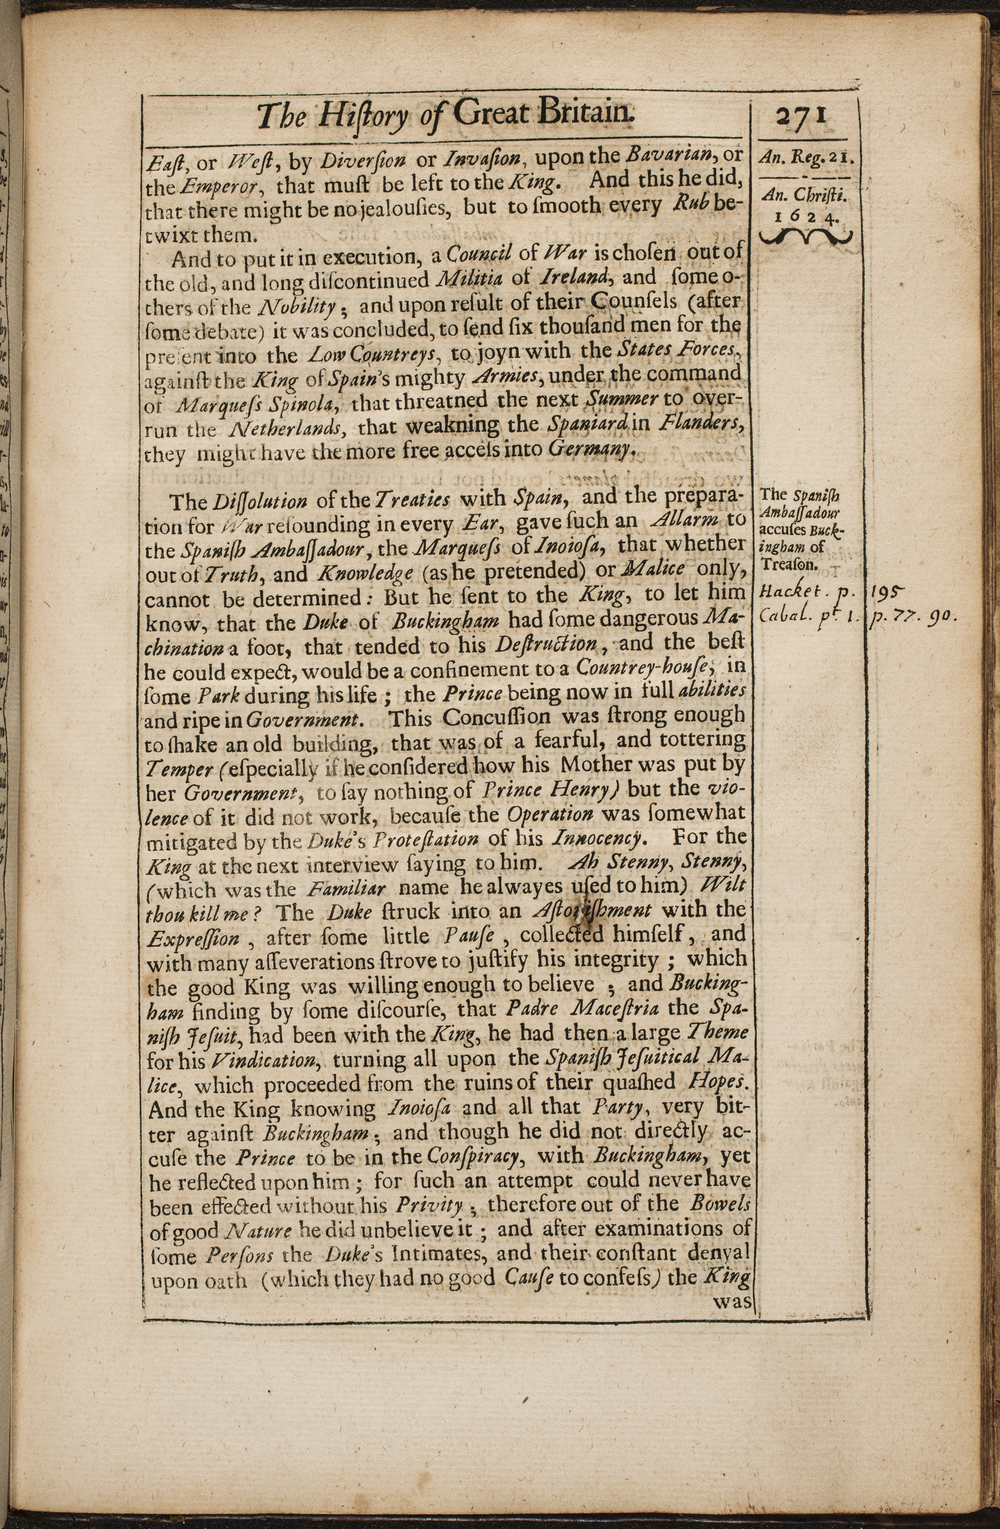 The Hiſtory of Great Britain.
271
An. Reg. 21.
An. Chriſti.
1624.
Eaſt, or Weſt, by Diverſion or Invaſion, upon the Bavarian, or
the Emperor, that muſt be left to the King. And this he did,
that there might be no jealouſies, but to ſmooth every Rub be-
twixt them.
And to put it in execution, a Council of War is choſen out of
the old, and long diſcontinued Militia of Ireland, and ſome o-
thers of the Nobility; and upon reſult of their Counſels (after
ſome debate) it was concluded, to ſend ſix thouſand men for the
preſent into the Low Countreys, to joyn with the States Forces,
againſt the King of Spain's mighty Armies, under the command
of Marqueſs Spinola, that threatned the next Summer to over-
run the Netherlands, that weakning the Spaniard in Flanders,
they might have the more free acceſs into Germany.
The Diſſolution of the Treaties with Spain, and the prepara-
tion for War reſounding in every Ear, gave ſuch an Allarm to
the Spaniſh Ambaſſadour, the Marqueſs of Inoioſa, that whether
out of Truth, and Knowledge (as he pretended) or Malice only,
cannot be determined: But he ſent to the King, to let him
know, that the Duke of Buckingham had ſome dangerous Ma-
chination a foot, that tended to his Deſtruction, and the beſt
he could expect, would be a confinement to a Countrey-houſe, in
ſome Park during his life; the Prince being now in full abilities
and ripe in Government. This Concuſſion was ſtrong enough
to ſhake an old building, that was of a fearful, and tottering
Temper (eſpecially if he conſidered how his Mother was put by
her Government, to ſay nothing of Prince Henry) but the vio-
lence of it did not work, becauſe the Operation was ſomewhat
mitigated by the Duke's Proteſtation of his Innocency. For the
King at the next interview ſaying to him. Ah Stenny, Stenny,
(which was the Familiar name he alwayes uſed to him) Wilt
thou kill me? The Duke ſtruck into an Aſtoniſhment with the
Expreſſion, after ſome little Pauſe, collected himſelf, and
with many aſſeverations ſtrove to juſtify his integrity; which
the good King was willing enough to believe; and Bucking-
ham finding by ſome diſcourſe, that Padre Maceſtria the Spa-
niſh Jeſuit, had been with the King, he had then a large Theme
for his Vindication, turning all upon the Spaniſh Jeſuitical Ma-
lice, which proceeded from the ruins of their quaſhed Hopes.
And the King knowing Inoioſa and all that Party, very bit-
ter againſt Buckingham; and though he did not directly ac-
cuſe the Prince to be in the Conſpiracy, with Buckingham, yet
he reflected upon him; for ſuch an attempt could never have
been effected without his Privity; therefore out of the Bowels
of good Nature he did unbelieve it; and after examinations of
ſome Perſons the Duke's Intimates, and their conſtant denyal
upon oath (which they had no good Cauſe to confeſs) the King
was
The Spaniſh
Ambaſſadour
accuſes Buck-
ingham of
Treaſon.
Hacket. p. 195
Cabal. pt. 1. p. 77. 90.